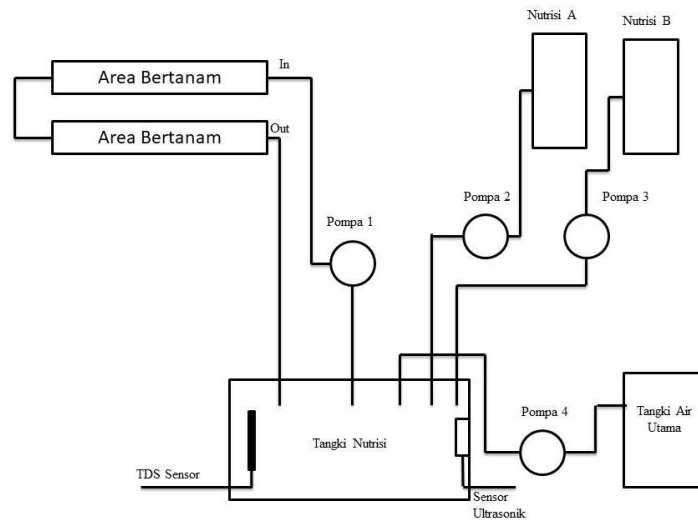 Nutrisi A
Nutrisi B
In
Area Bertanam
Out
Area Bertanam
Pompa 2
Pompa 3
Pompa 1
Pompa 4
Tangki Air
Utama
Tangki Nutrisi
TDS Sensor
Sensor
Ultrasonik